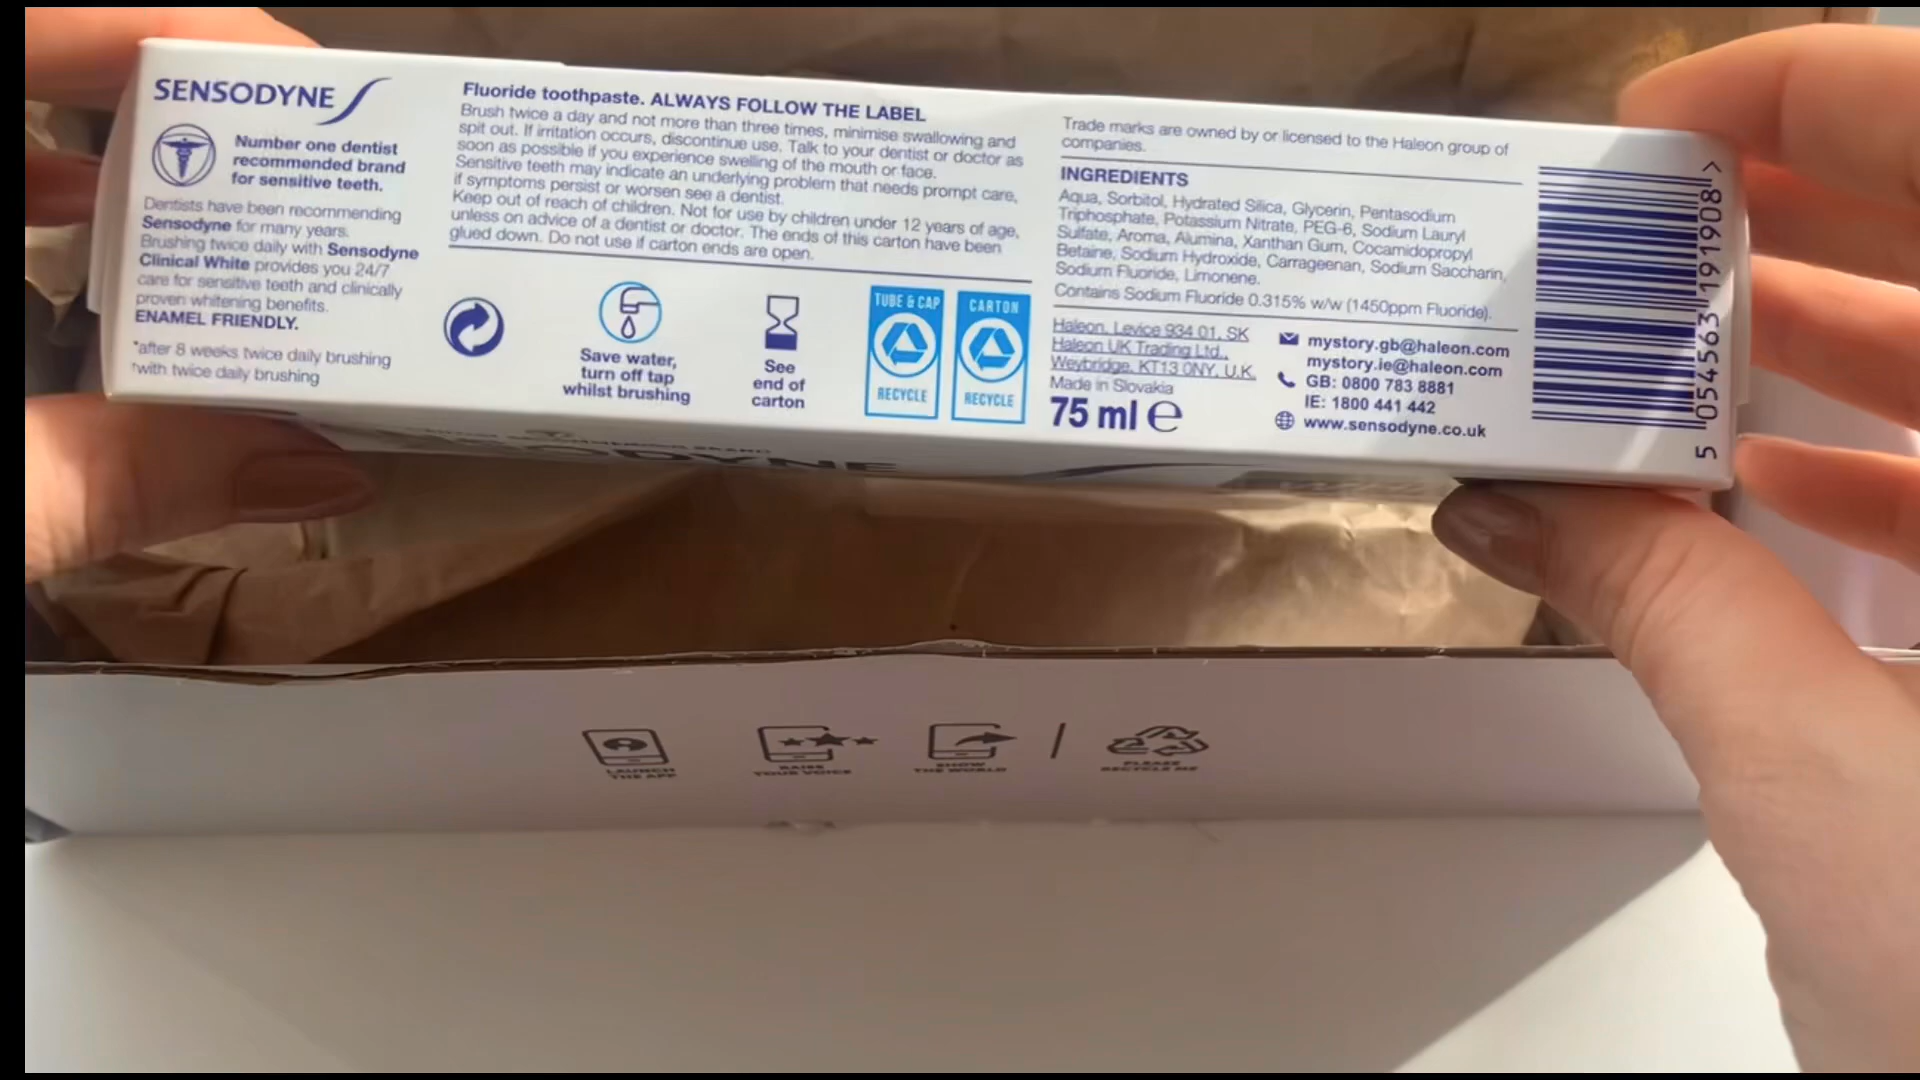 SENSODYNE
Number one dentist
recommended brand
for sensitive teeth.
Dentists have been recommending
Sensodyne for many years.
Brushing twice daily with Sensodyne
Clinical White provides you 24/7
care for sensitive teeth and clinically
proven whitening benefits.
ENAMEL FRIENDLY.
*after 8 weeks twice daily brushing
†with twice daily brushing
Fluoride toothpaste. ALWAYS FOLLOW THE LABEL
Brush twice a day and not more than three times, minimise swallowing and
spit out. If irritation occurs, discontinue use. Talk to your dentist or doctor as
soon as possible if you experience swelling of the mouth or face.
Sensitive teeth may indicate an underlying problem that needs prompt care,
if symptoms persist or worsen see a dentist.
Keep out of reach of children. Not for use by children under 12 years of age,
unless on advice of a dentist or doctor. The ends of this carton have been
glued down. Do not use if carton ends are open.
Save water,
turn off tap
whilst brushing
See
end of
carton
TUBE & CAP
RECYCLE
CARTON
RECYCLE
Trade marks are owned by or licensed to the Haleon group of
companies.
INGREDIENTS
Aqua, Sorbitol, Hydrated Silica, Glycerin, Pentasodium
Triphosphate, Potassium Nitrate, PEG-6, Sodium Lauryl
Sulfate, Aroma, Alumina, Xanthan Gum, Cocamidopropyl
Betaine, Sodium Hydroxide, Carrageenan, Sodium Saccharin,
Sodium Fluoride, Limonene.
Contains Sodium Fluoride 0.315% w/w (1450ppm Fluoride).
Haleon, Levice 934 01, SK
Haleon UK Trading Ltd.,
Weybridge, KT13 0NY, U.K.
Made in Slovakia
75 ml e
mystory.gb@haleon.com
mystory.ie@haleon.com
GB: 0800 783 8881
IE: 1800 441 442
www.sensodyne.co.uk
5 054563 191908 >
LAUNCH
THE APP
RAISE
YOUR VOICE
SHOW
THE WORLD
PLEASE
RECYCLE ME